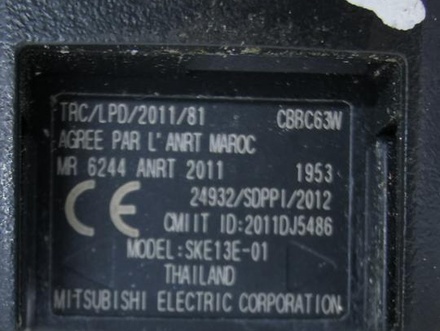 TRC/LPD/2011/81 CBBC63W
AGREE PAR L'ANRT MAROC
MR 6244 ANRT 2011 1953
24932/SDPPI/2012
CE
CMIIT ID:2011DJ5486
MODEL:SKE13E-01
THAILAND
MITSUBISHI ELECTRIC CORPORATION